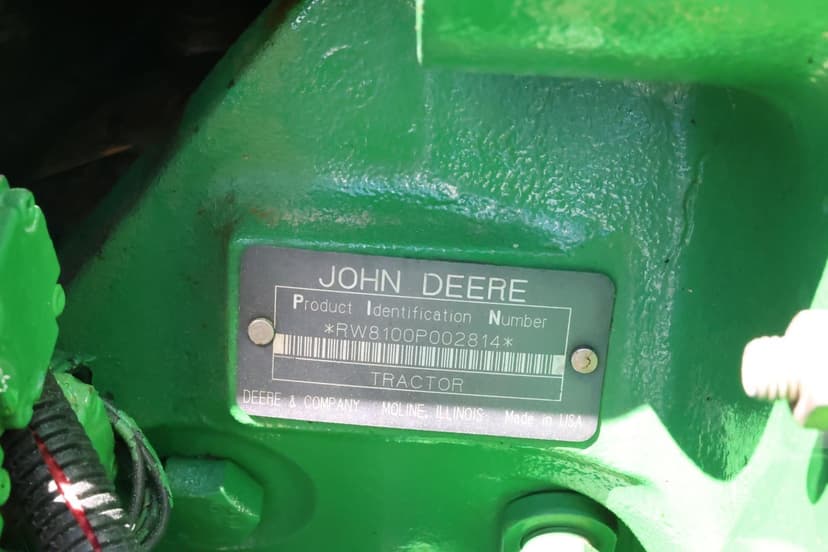 JOHN DEERE
Product Identification Number
*RW8100P002814*
TRACTOR
DEERE & COMPANY MOLINE, ILLINOIS Made in USA